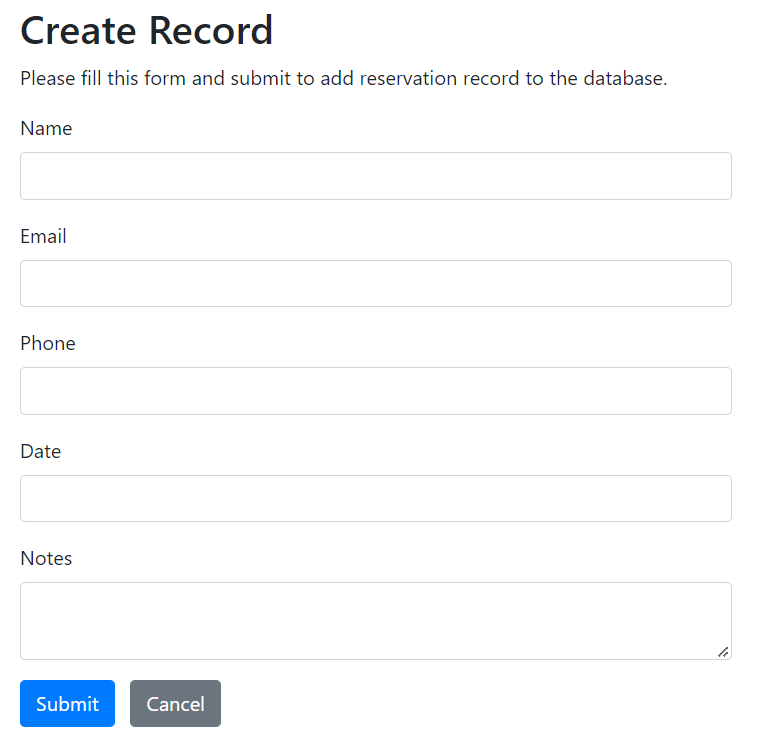 Create Record
Please fill this form and submit to add reservation record to the database.
Name
Email
Phone
Date
Notes
Submit Cancel